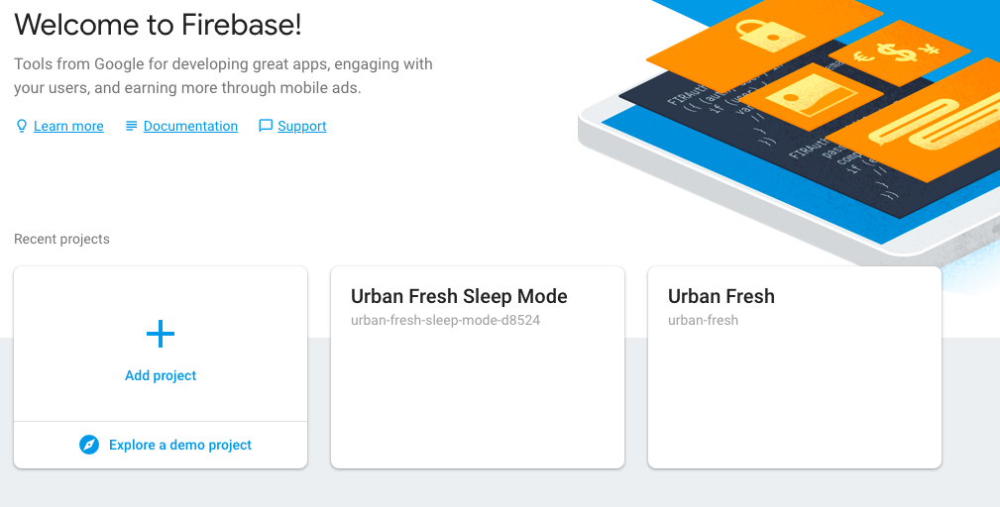 Welcome to Firebase!
Tools from Google for developing great apps, engaging with
your users, and earning more through mobile ads.
Learn more
Documentation
Support
Recent projects
Add project
Explore a demo project
Urban Fresh Sleep Mode
urban-fresh-sleep-mode-d8524
Urban Fresh
urban-fresh